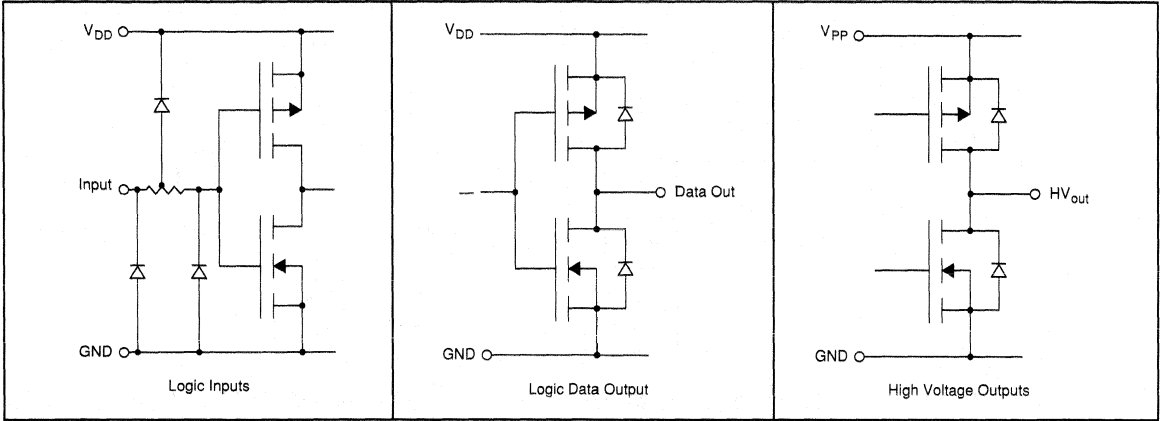 VDD
Input
GND
Logic Inputs
VDD
Data Out
GND
Logic Data Output
VPP
HVout
GND
High Voltage Outputs